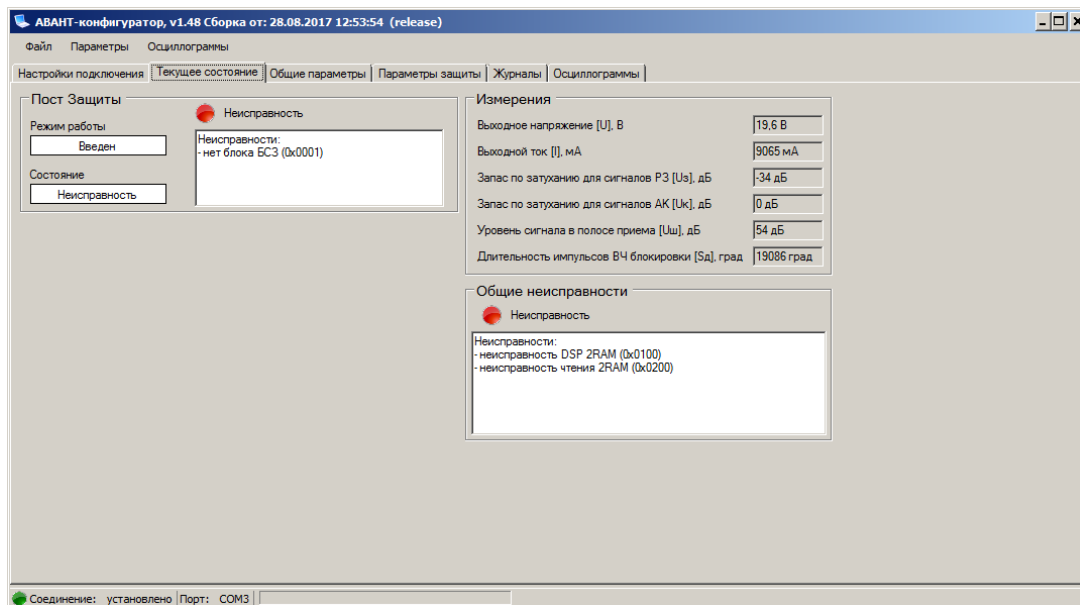 АВАНТ-конфигуратор, v1.48 Сборка от: 28.08.2017 12:53:54 (release)
Файл Параметры Осциллограммы
Настройки подключения Текущее состояние Общие параметры Параметры защиты Журналы Осциллограммы
Пост Защиты
Режим работы
Введен
Состояние
Неисправность
Неисправность
Неисправности:
- нет блока БСЗ (0x0001)
Измерения
Выходное напряжение [U], В 19,6 В
Выходной ток [I], мА 9065 мА
Запас по затуханию для сигналов РЗ [Uз], дБ -34 дБ
Запас по затуханию для сигналов АК [Uк], дБ 0 дБ
Уровень сигнала в полосе приема [Uш], дБ 54 дБ
Длительность импульсов ВЧ блокировки [Sд], град 19086 град
Общие неисправности
Неисправность
Неисправности:
- неисправность DSP 2RAM (0x0100)
- неисправность чтения 2RAM (0x0200)
Соединение: установлено Порт: COM3